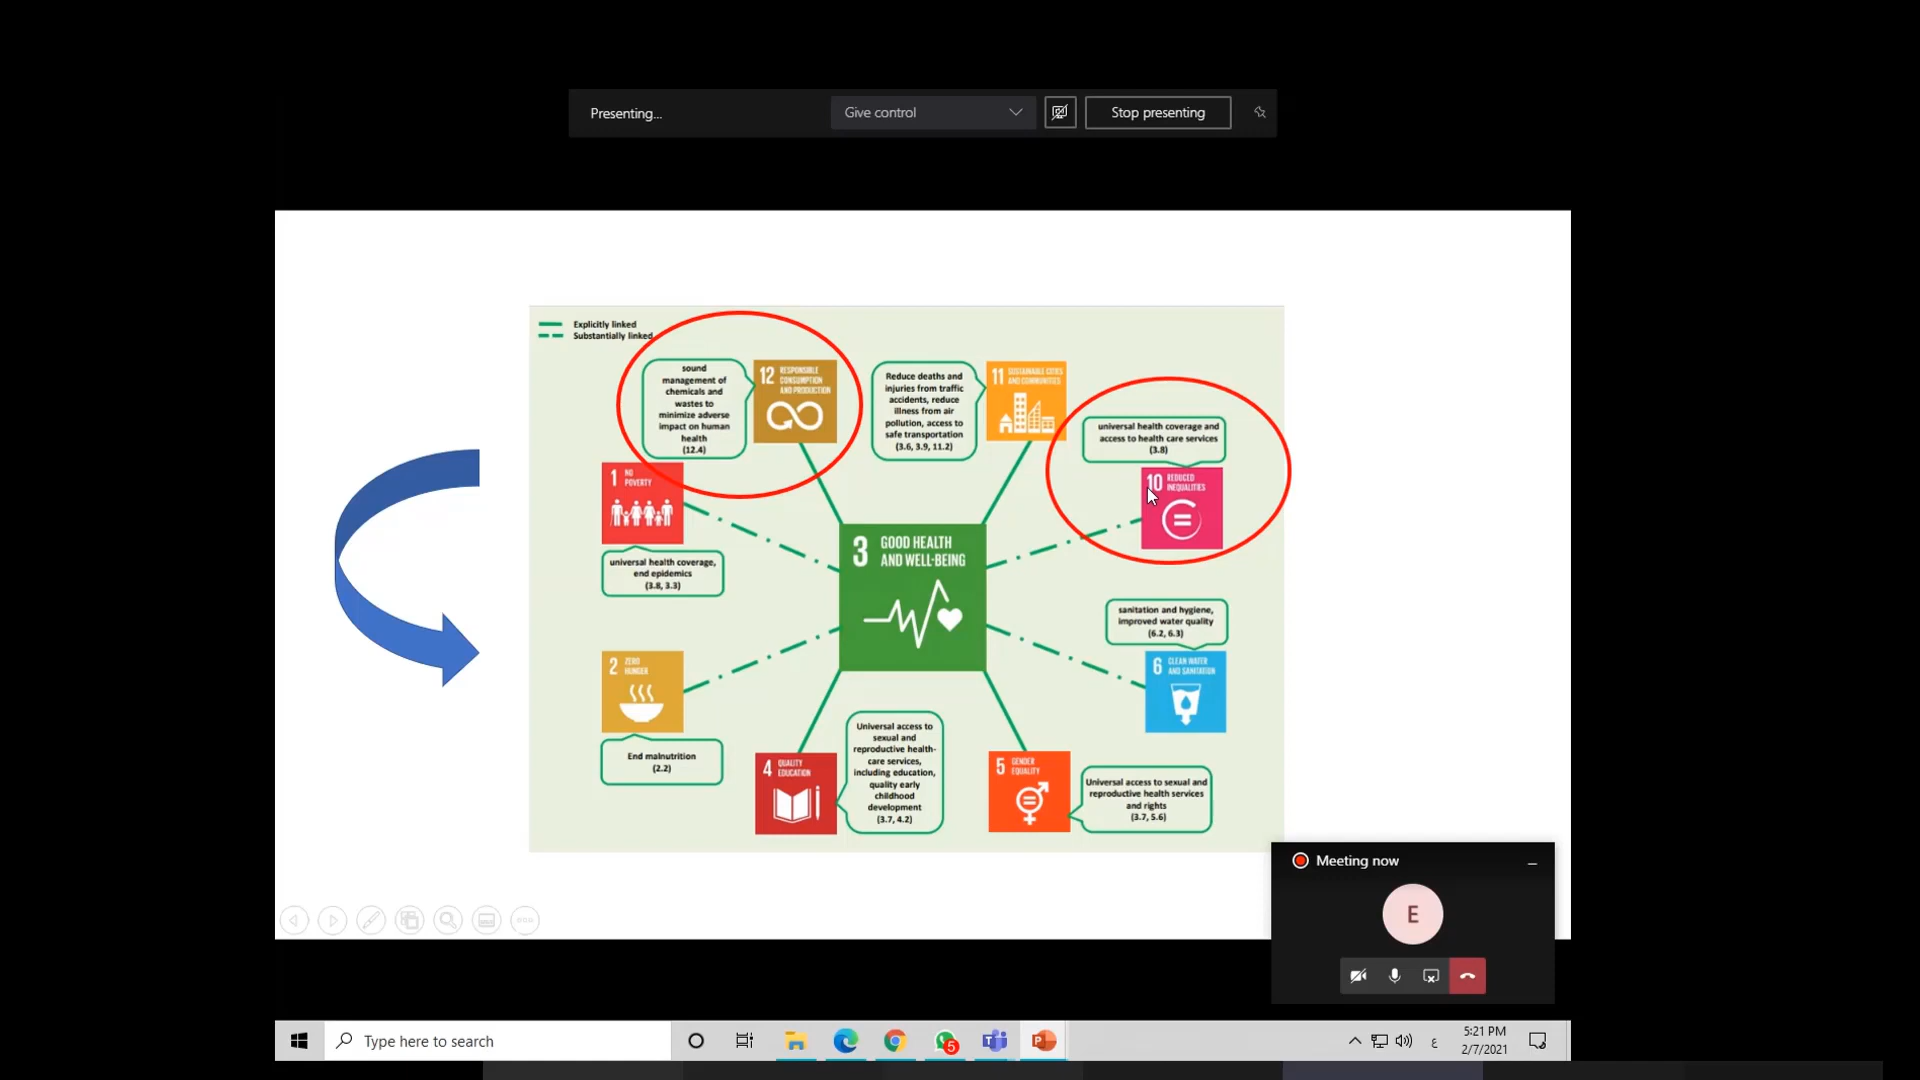 Presenting...
Give control
Stop presenting
Explicitly linked
Substantially linked
sound
management of
chemicals and
wastes to
minimize adverse
impact on human
health
(12.4)
12 RESPONSIBLE
CONSUMPTION
AND PRODUCTION
Reduce deaths and
injuries from traffic
accidents, reduce
illness from air
pollution, access to
safe transportation
(3.6, 3.9, 11.2)
11 SUSTAINABLE CITIES
AND COMMUNITIES
universal health coverage and
access to health care services
(3.8)
10 REDUCED
INEQUALITIES
1 NO
POVERTY
universal health coverage,
end epidemics
(3.8, 3.3)
3 GOOD HEALTH
AND WELL-BEING
sanitation and hygiene,
improved water quality
(6.2, 6.3)
6 CLEAN WATER
AND SANITATION
2 ZERO
HUNGER
End malnutrition
(2.2)
4 QUALITY
EDUCATION
Universal access to
sexual and
reproductive health-
care services,
including education,
quality early
childhood
development
(3.7, 4.2)
5 GENDER
EQUALITY
Universal access to sexual and
reproductive health services
and rights
(3.7, 5.6)
Meeting now
E
Type here to search
5
ع
5:21 PM
2/7/2021